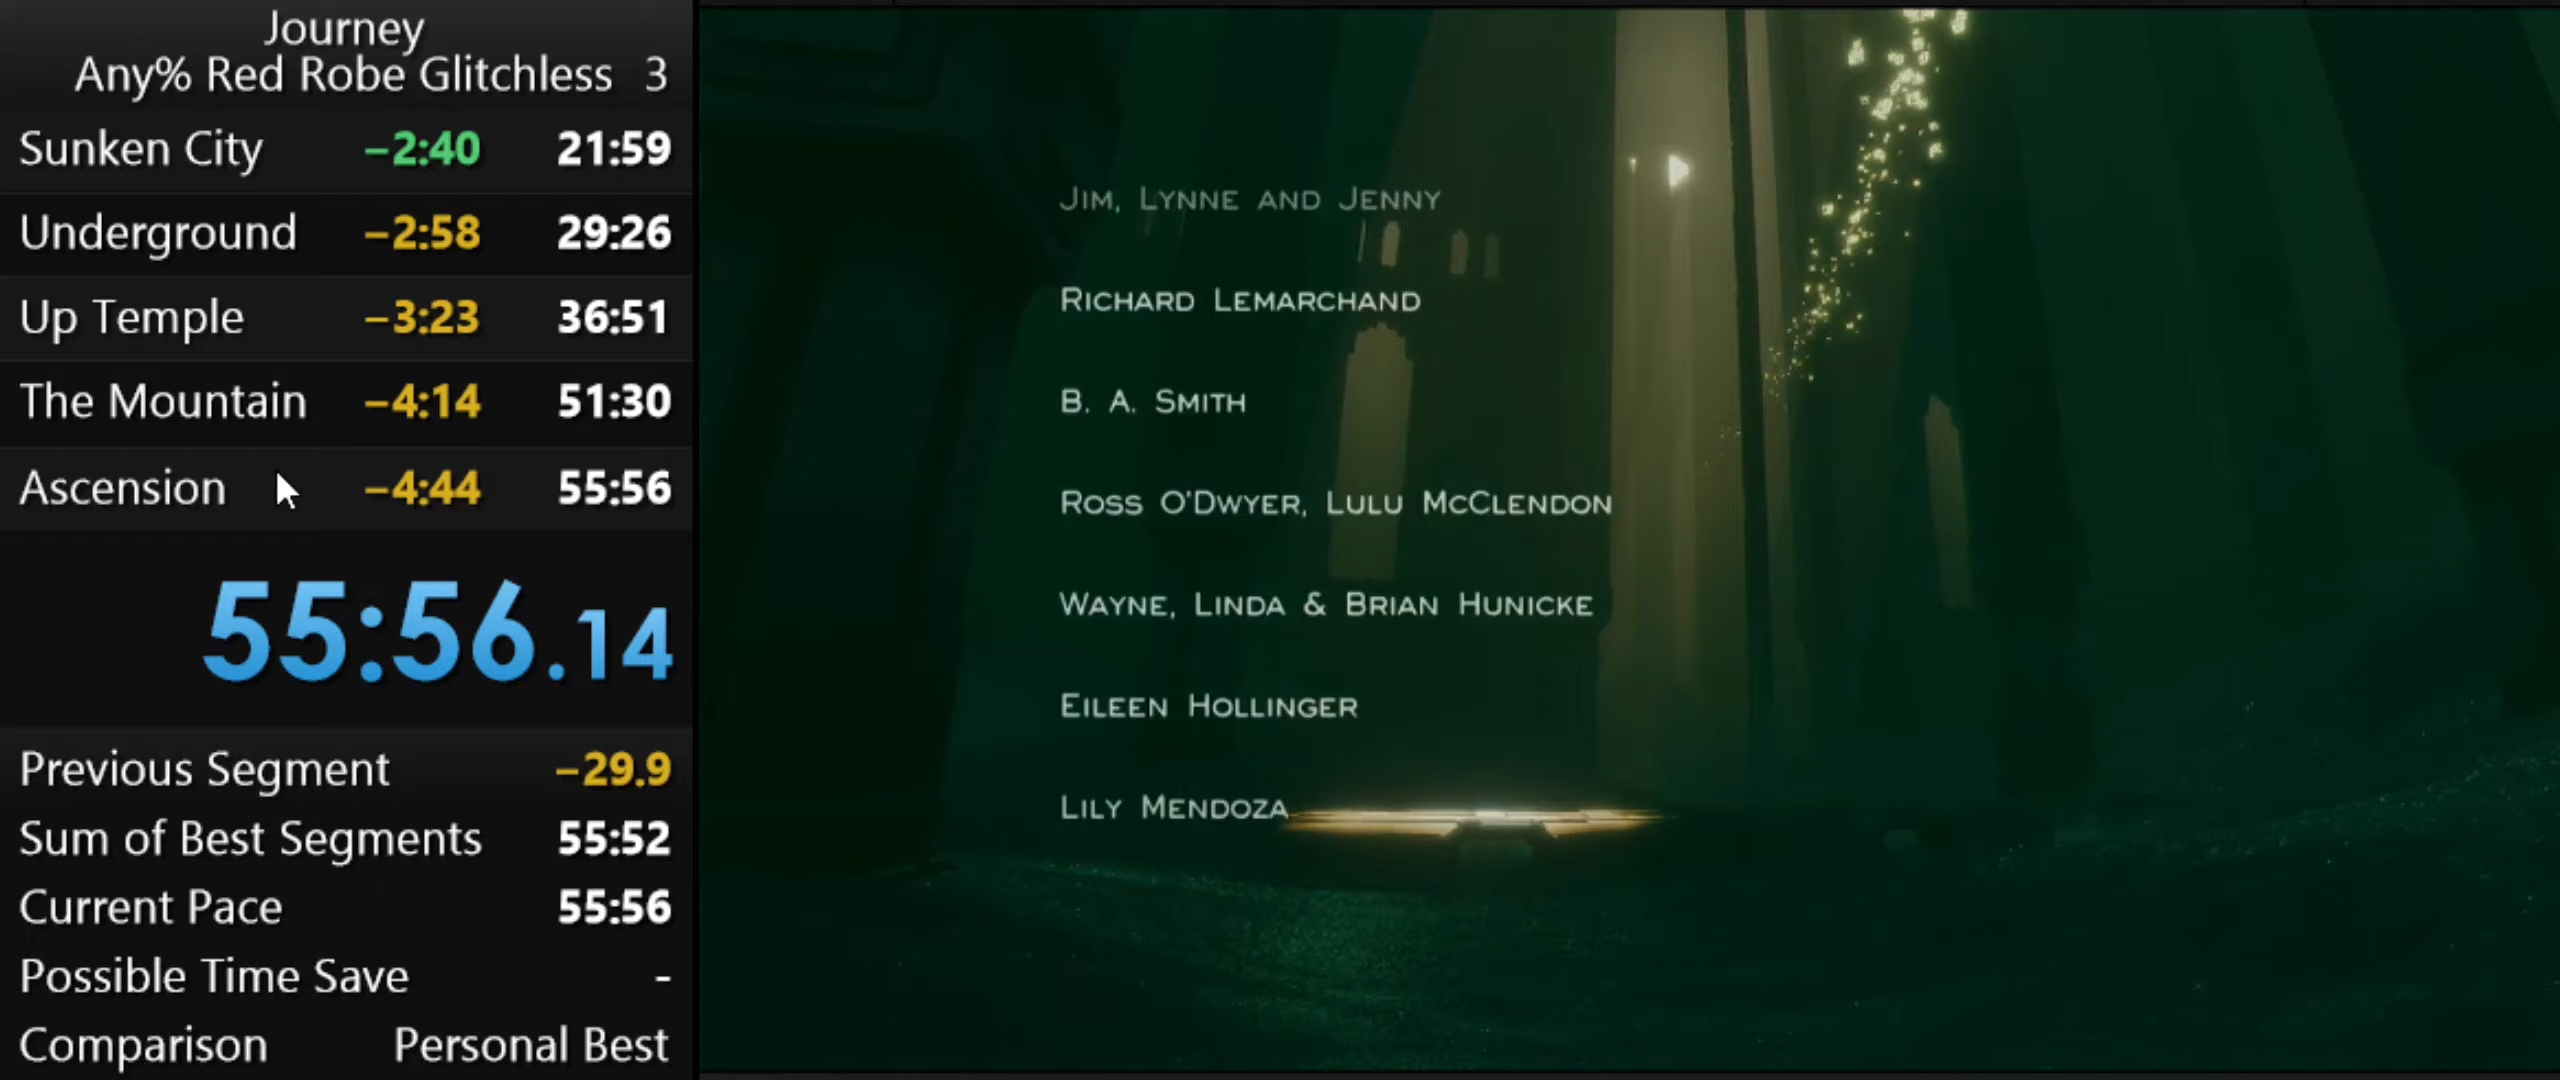 Journey
Any% Red Robe Glitchless 3
Sunken City −2:40 21:59
Underground −2:58 29:26
Up Temple −3:23 36:51
The Mountain −4:14 51:30
Ascension −4:44 55:56
55:56.14
Previous Segment −29.9
Sum of Best Segments 55:52
Current Pace 55:56
Possible Time Save -
Comparison Personal Best
Jim, Lynne and Jenny
Richard Lemarchand
B. A. Smith
Ross O'Dwyer, Lulu McClendon
Wayne, Linda & Brian Hunicke
Eileen Hollinger
Lily Mendoza